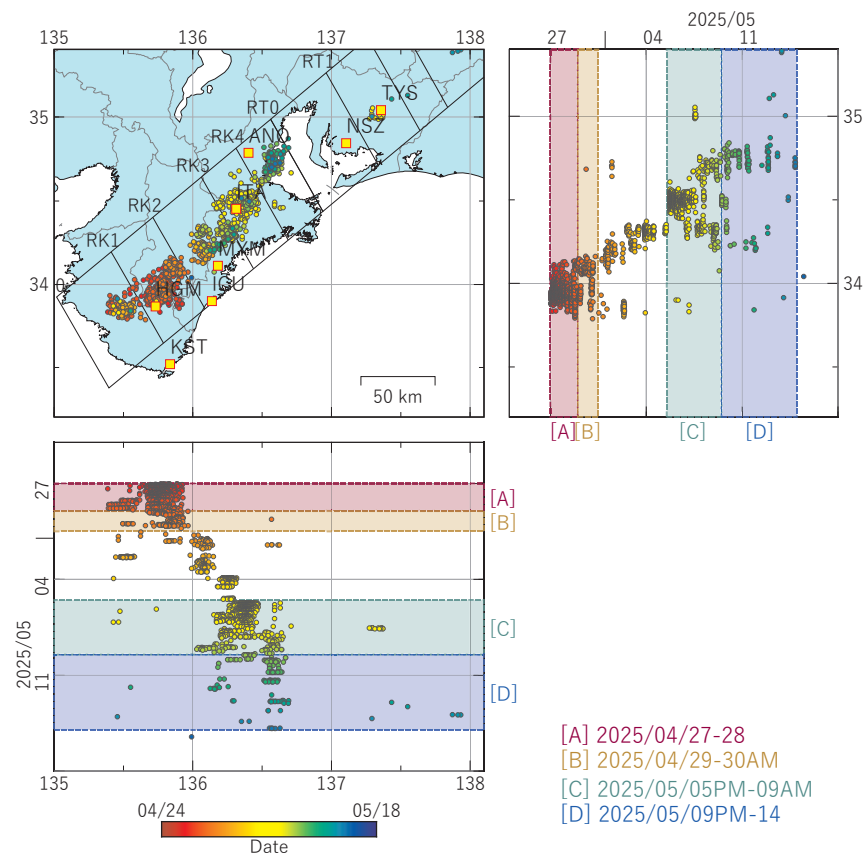 135 136 137 138
2025/05
27 | 04 11
35
34
35
34
RT1
TYS
RT0
NSZ
RK4
ANO
RK3
ITA
RK2
MYM
RK1
IGU
HGM
KST
50 km
[A] [B] [C] [D]
27
|
04
11
2025/05
[A]
[B]
[C]
[D]
135 136 137 138
04/24 05/18
Date
[A] 2025/04/27-28
[B] 2025/04/29-30AM
[C] 2025/05/05PM-09AM
[D] 2025/05/09PM-14